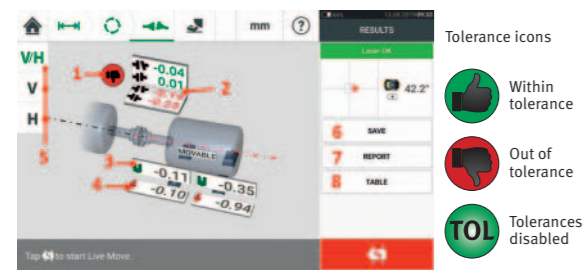 mm
?
RESULTS
Laser OK
V/H
V
H
1
2
-0.04
0.01
42.2°
MOVABLE
3
4
5
-0.11
-0.10
-0.35
-0.94
6 SAVE
7 REPORT
8 TABLE
Tap to start Live Move
Tolerance icons
Within
tolerance
Out of
tolerance
TOL
Tolerances
disabled